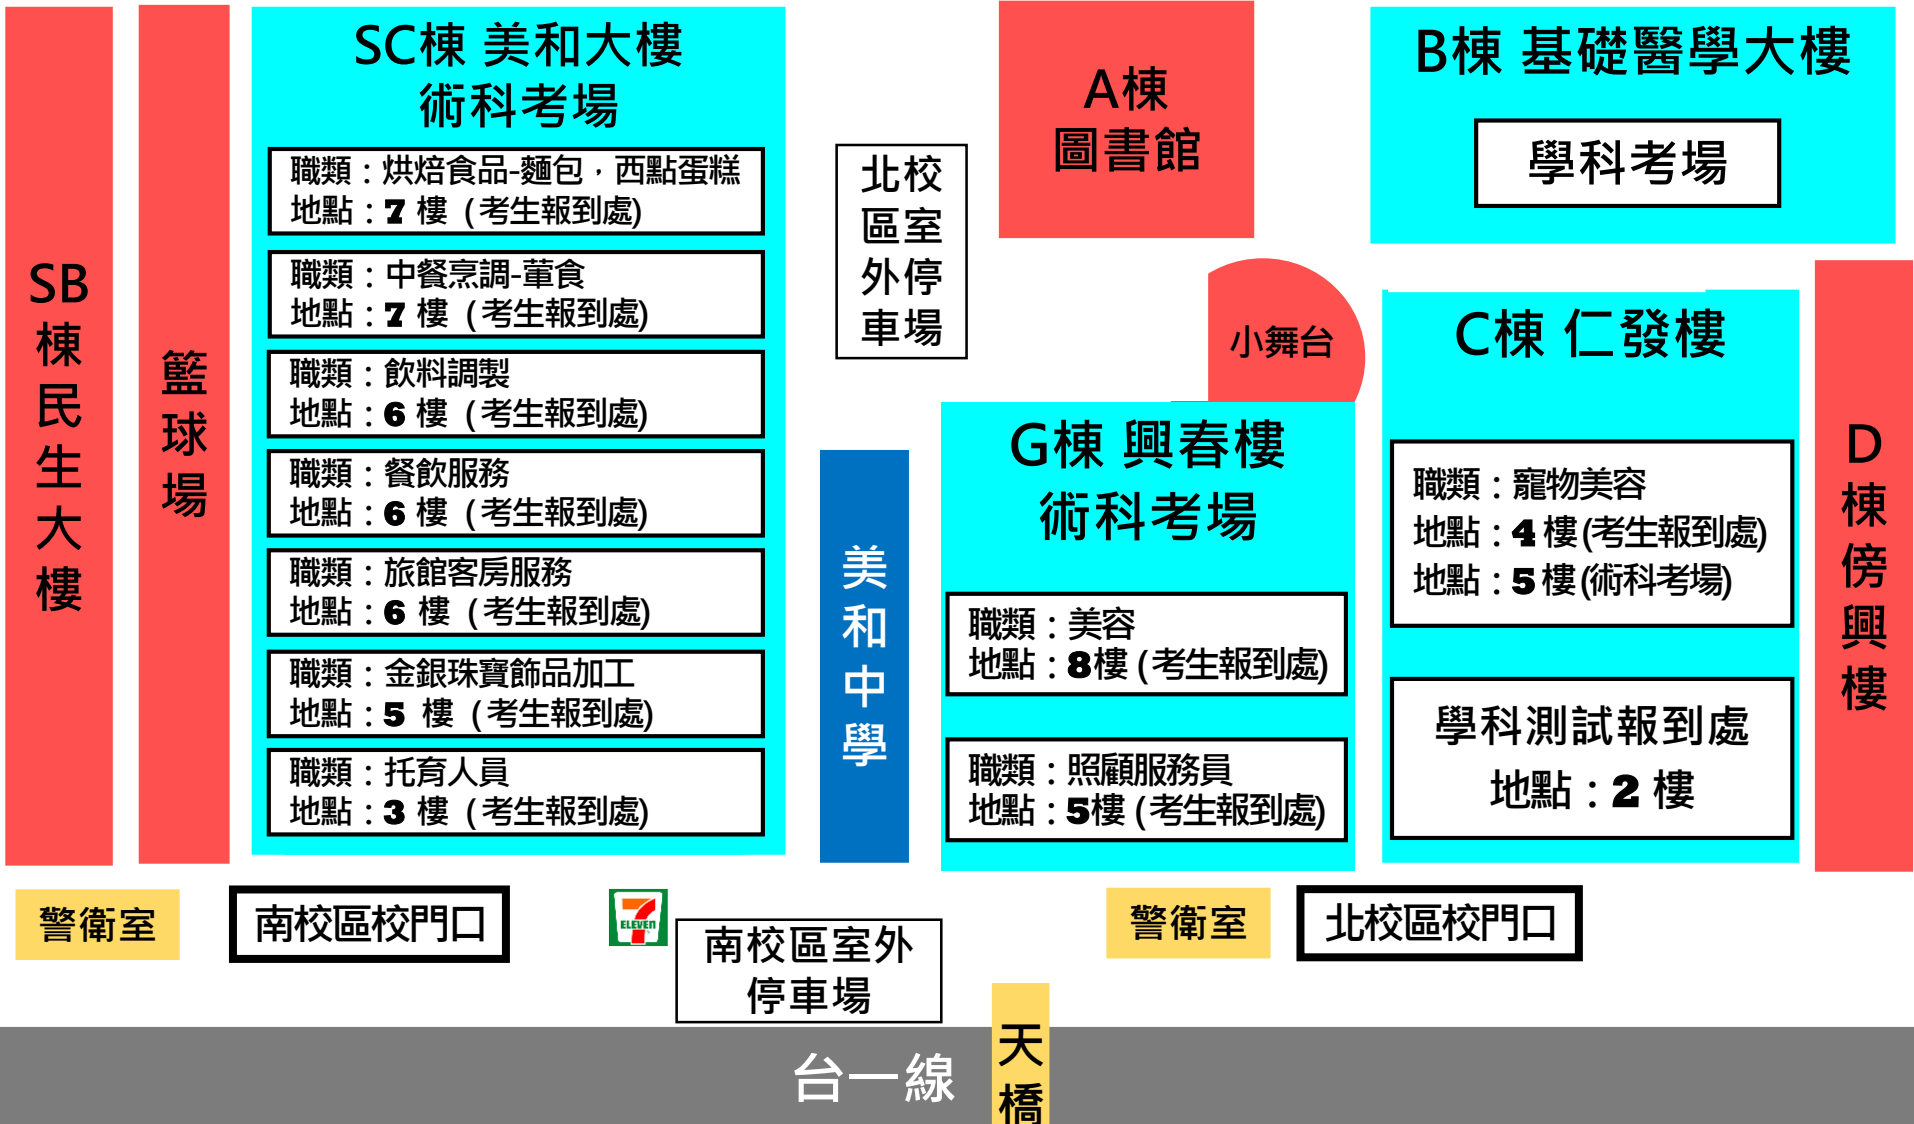 SB
棟
民
生
大
樓
籃
球
場
SC棟 美和大樓
術科考場
職類：烘焙食品-麵包，西點蛋糕
地點：7 樓 (考生報到處)
職類：中餐烹調-葷食
地點：7 樓 (考生報到處)
職類：飲料調製
地點：6 樓 (考生報到處)
職類：餐飲服務
地點：6 樓 (考生報到處)
職類：旅館客房服務
地點：6 樓 (考生報到處)
職類：金銀珠寶飾品加工
地點：5 樓 (考生報到處)
職類：托育人員
地點：3 樓 (考生報到處)
北校
區室
外停
車場
美
和
中
學
A棟
圖書館
B棟 基礎醫學大樓
學科考場
小舞台
G棟 興春樓
術科考場
職類：美容
地點：8樓 (考生報到處)
職類：照顧服務員
地點：5樓 (考生報到處)
C棟 仁發樓
職類：寵物美容
地點：4 樓(考生報到處)
地點：5 樓(術科考場)
學科測試報到處
地點：2 樓
D
棟
傍
興
樓
警衛室
南校區校門口
7
ELEVEn
南校區室外
停車場
警衛室
北校區校門口
台一線
天
橋